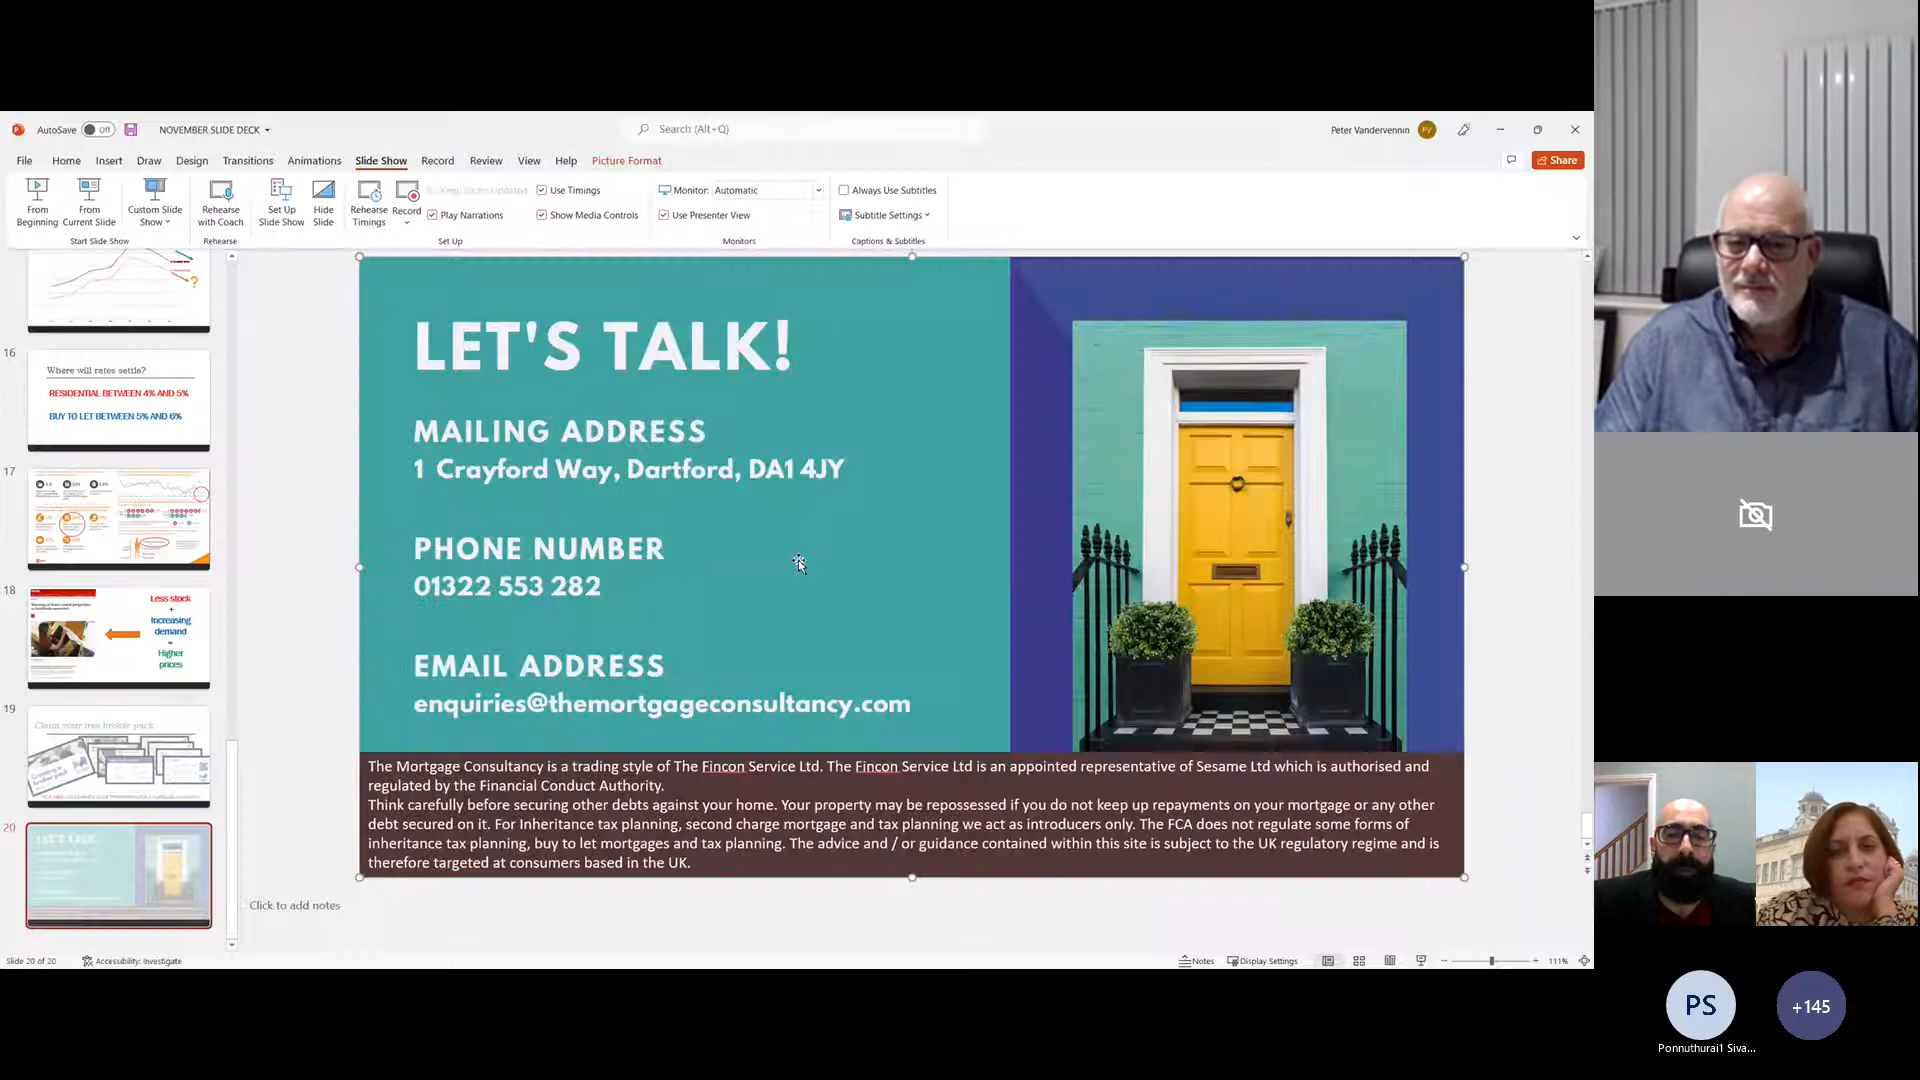 AutoSave Off NOVEMBER SLIDE DECK
Search (Alt+Q)
Peter Vandervennin PV
File Home Insert Draw Design Transitions Animations Slide Show Record Review View Help Picture Format
Share
From Beginning
From Current Slide
Custom Slide Show
Start Slide Show
Rehearse with Coach
Rehearse
Set Up Slide Show
Hide Slide
Rehearse Timings
Record
Keep Slides Updated
Play Narrations
Use Timings
Show Media Controls
Set Up
Monitor: Automatic
Use Presenter View
Monitors
Always Use Subtitles
Subtitle Settings
Captions & Subtitles
?
16
Where will rates settle?
RESIDENTIAL BETWEEN 4% AND 5%
BUY TO LET BETWEEN 5% AND 6%
17
18
Less stock
+
Increasing
demand
=
Higher
prices
19
Claim your free broker pack
20
LET'S TALK!
MAILING ADDRESS
1 Crayford Way, Dartford, DA1 4JY
PHONE NUMBER
01322 553 282
EMAIL ADDRESS
enquiries@themortgageconsultancy.com
The Mortgage Consultancy is a trading style of The Fincon Service Ltd. The Fincon Service Ltd is an appointed representative of Sesame Ltd which is authorised and
regulated by the Financial Conduct Authority.
Think carefully before securing other debts against your home. Your property may be repossessed if you do not keep up repayments on your mortgage or any other
debt secured on it. For Inheritance tax planning, second charge mortgage and tax planning we act as introducers only. The FCA does not regulate some forms of
inheritance tax planning, buy to let mortgages and tax planning. The advice and / or guidance contained within this site is subject to the UK regulatory regime and is
therefore targeted at consumers based in the UK.
Click to add notes
Slide 20 of 20 Accessibility: Investigate
Notes Display Settings 111%
PS
+145
Ponnuthurai1 Siva...